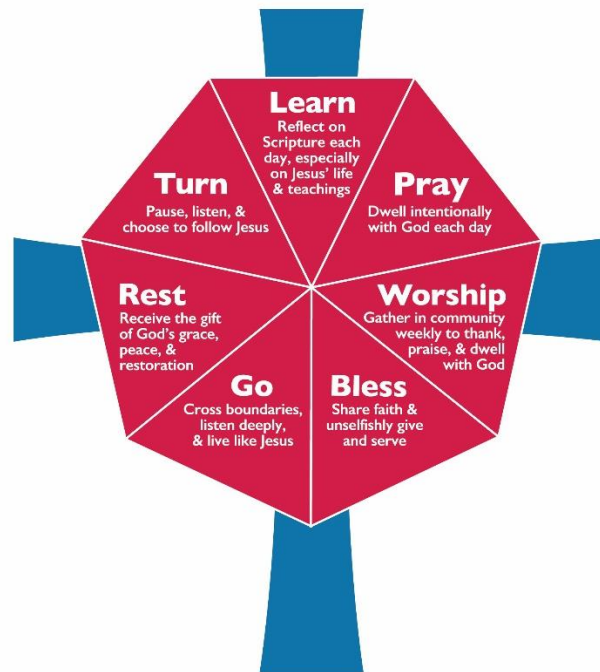 Learn
Reflect on
Scripture each
day, especially
on Jesus' life
& teachings
Pray
Dwell intentionally
with God each day
Worship
Gather in community
weekly to thank,
praise, & dwell
with God
Bless
Share faith &
unselfishly give
and serve
Go
Cross boundaries,
listen deeply,
& live like Jesus
Rest
Receive the gift
of God's grace,
peace, &
restoration
Turn
Pause, listen, &
choose to follow Jesus